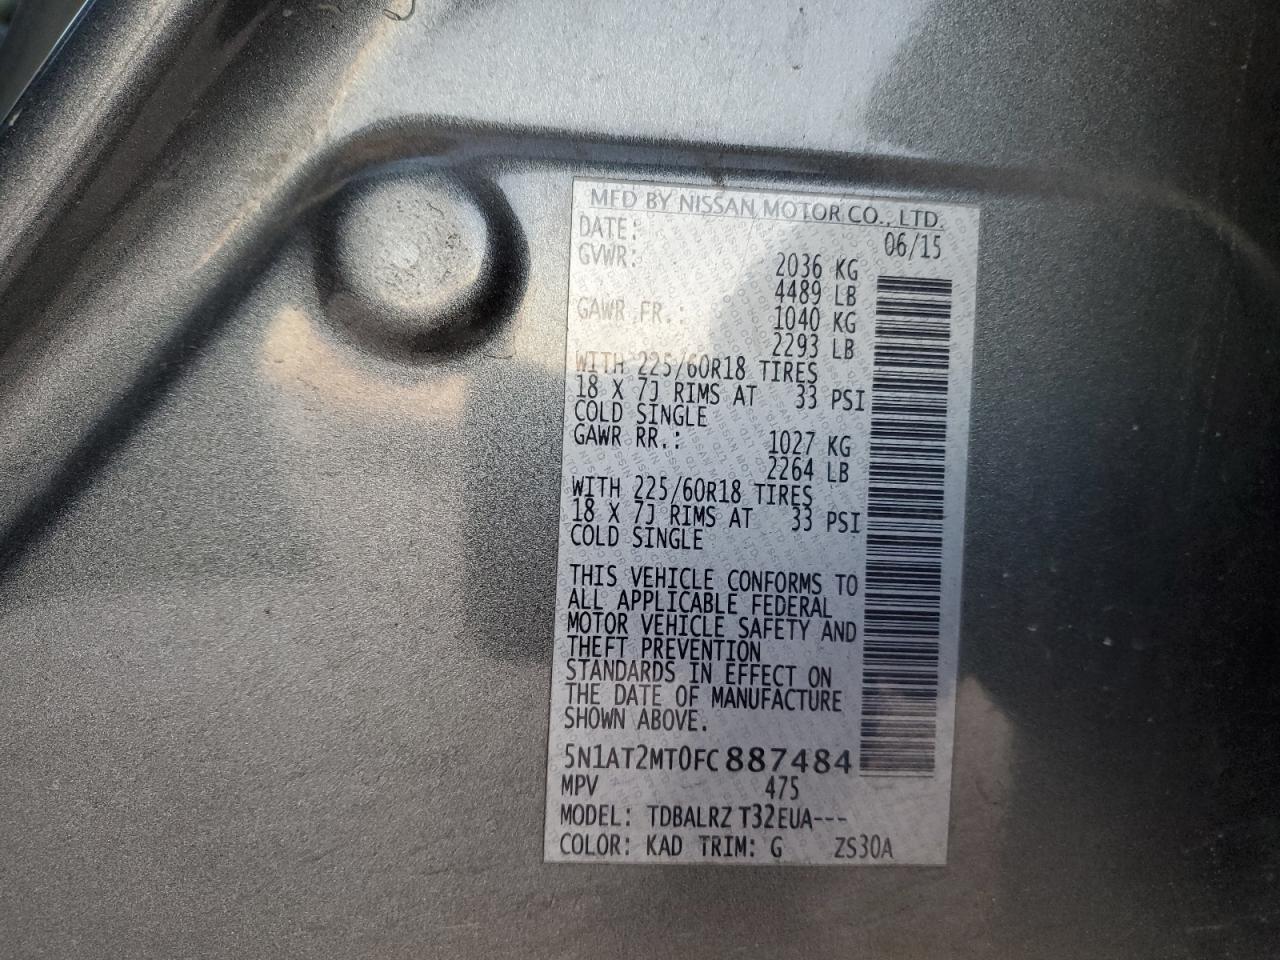 MFD BY NISSAN MOTOR CO., LTD.
DATE: 06/15
GVWR: 2036 KG
4489 LB
GAWR FR.: 1040 KG
2293 LB
WITH 225/60R18 TIRES
18 X 7J RIMS AT 33 PSI
COLD SINGLE
GAWR RR.: 1027 KG
2264 LB
WITH 225/60R18 TIRES
18 X 7J RIMS AT 33 PSI
COLD SINGLE
THIS VEHICLE CONFORMS TO
ALL APPLICABLE FEDERAL
MOTOR VEHICLE SAFETY AND
THEFT PREVENTION
STANDARDS IN EFFECT ON
THE DATE OF MANUFACTURE
SHOWN ABOVE.
5N1AT2MT0FC887484
MPV 475
MODEL: TDBALRZ T32EUA---
COLOR: KAD TRIM: G ZS30A